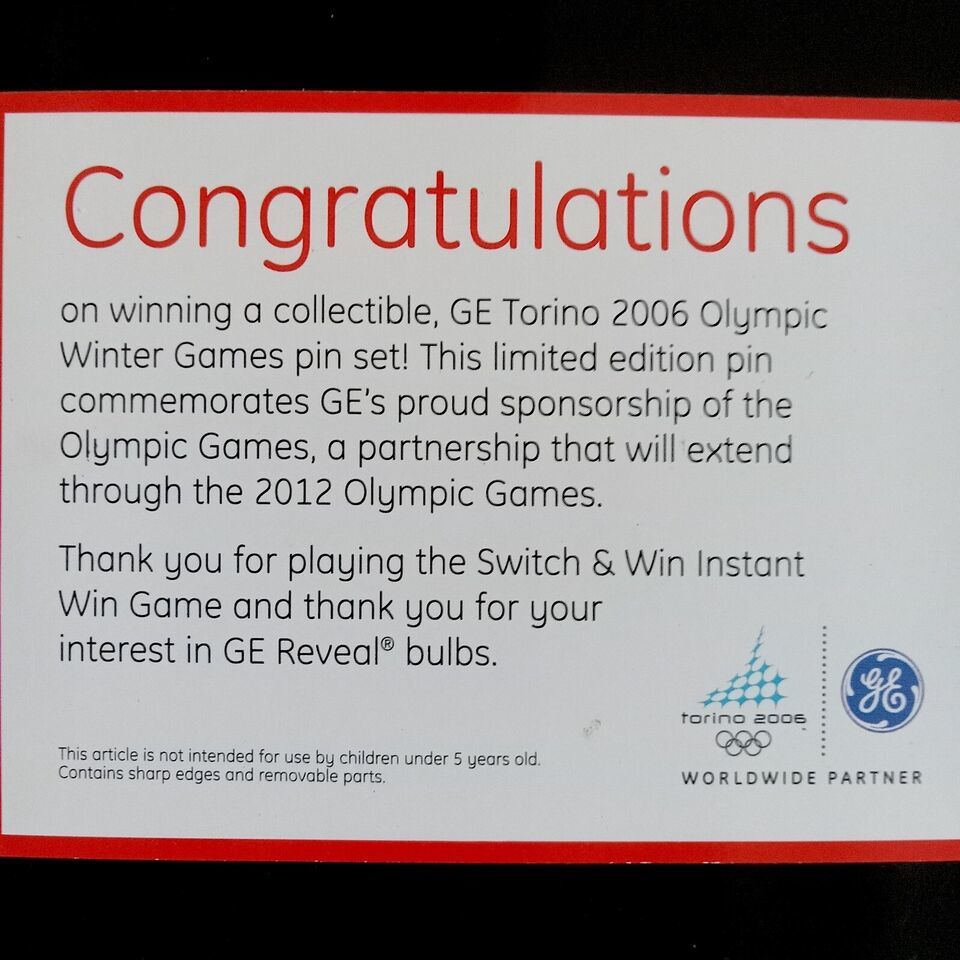 Congratulations
on winning a collectible, GE Torino 2006 Olympic
Winter Games pin set! This limited edition pin
commemorates GE's proud sponsorship of the
Olympic Games, a partnership that will extend
through the 2012 Olympic Games.
Thank you for playing the Switch & Win Instant
Win Game and thank you for your
interest in GE Reveal® bulbs.
This article is not intended for use by children under 5 years old.
Contains sharp edges and removable parts.
torino 2006
GE
WORLDWIDE PARTNER